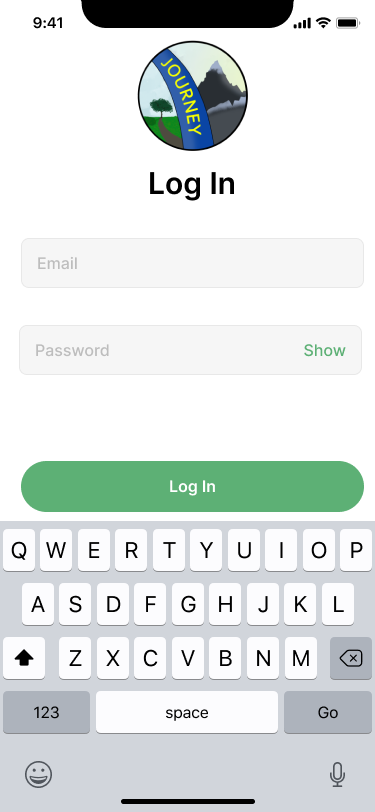 9:41
JOURNEY
Log In
Email
Password Show
Log In
Q W E R T Y U I O P
A S D F G H J K L
Z X C V B N M
123 space Go